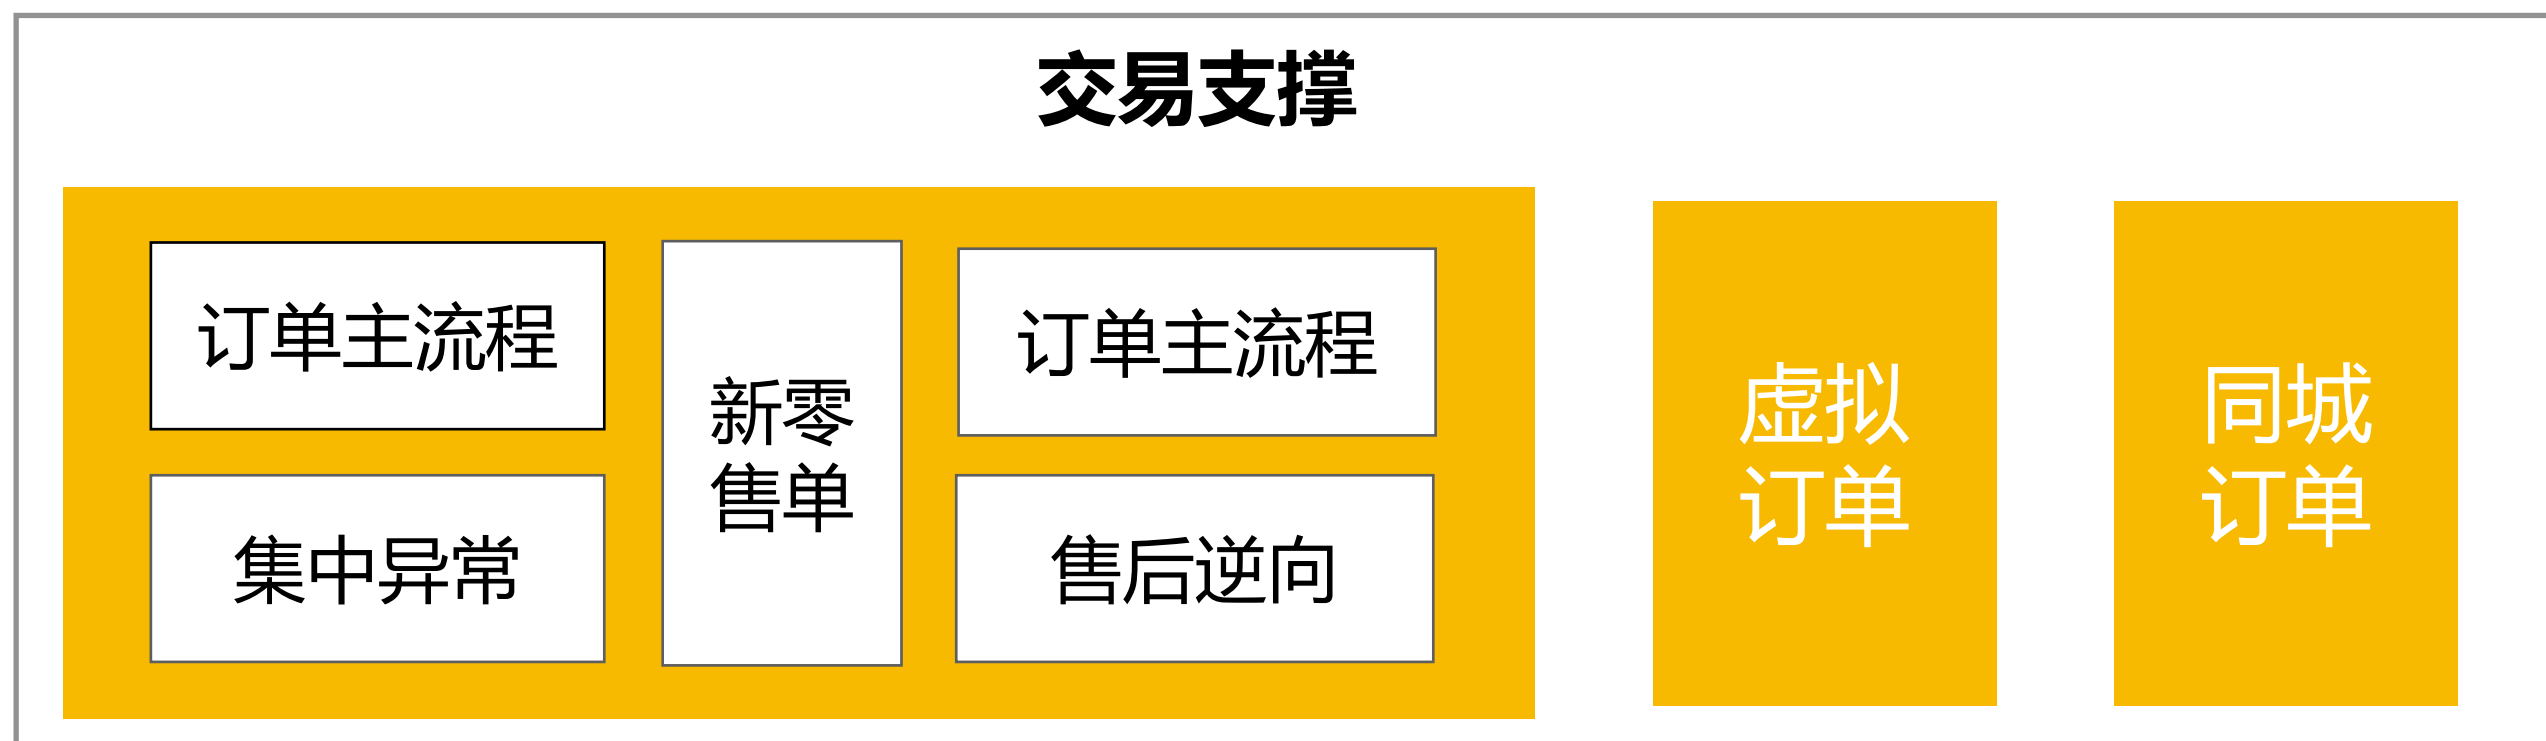 交易支撑
订单主流程
集中异常
新零
售单
订单主流程
售后逆向
虚拟
订单
同城
订单